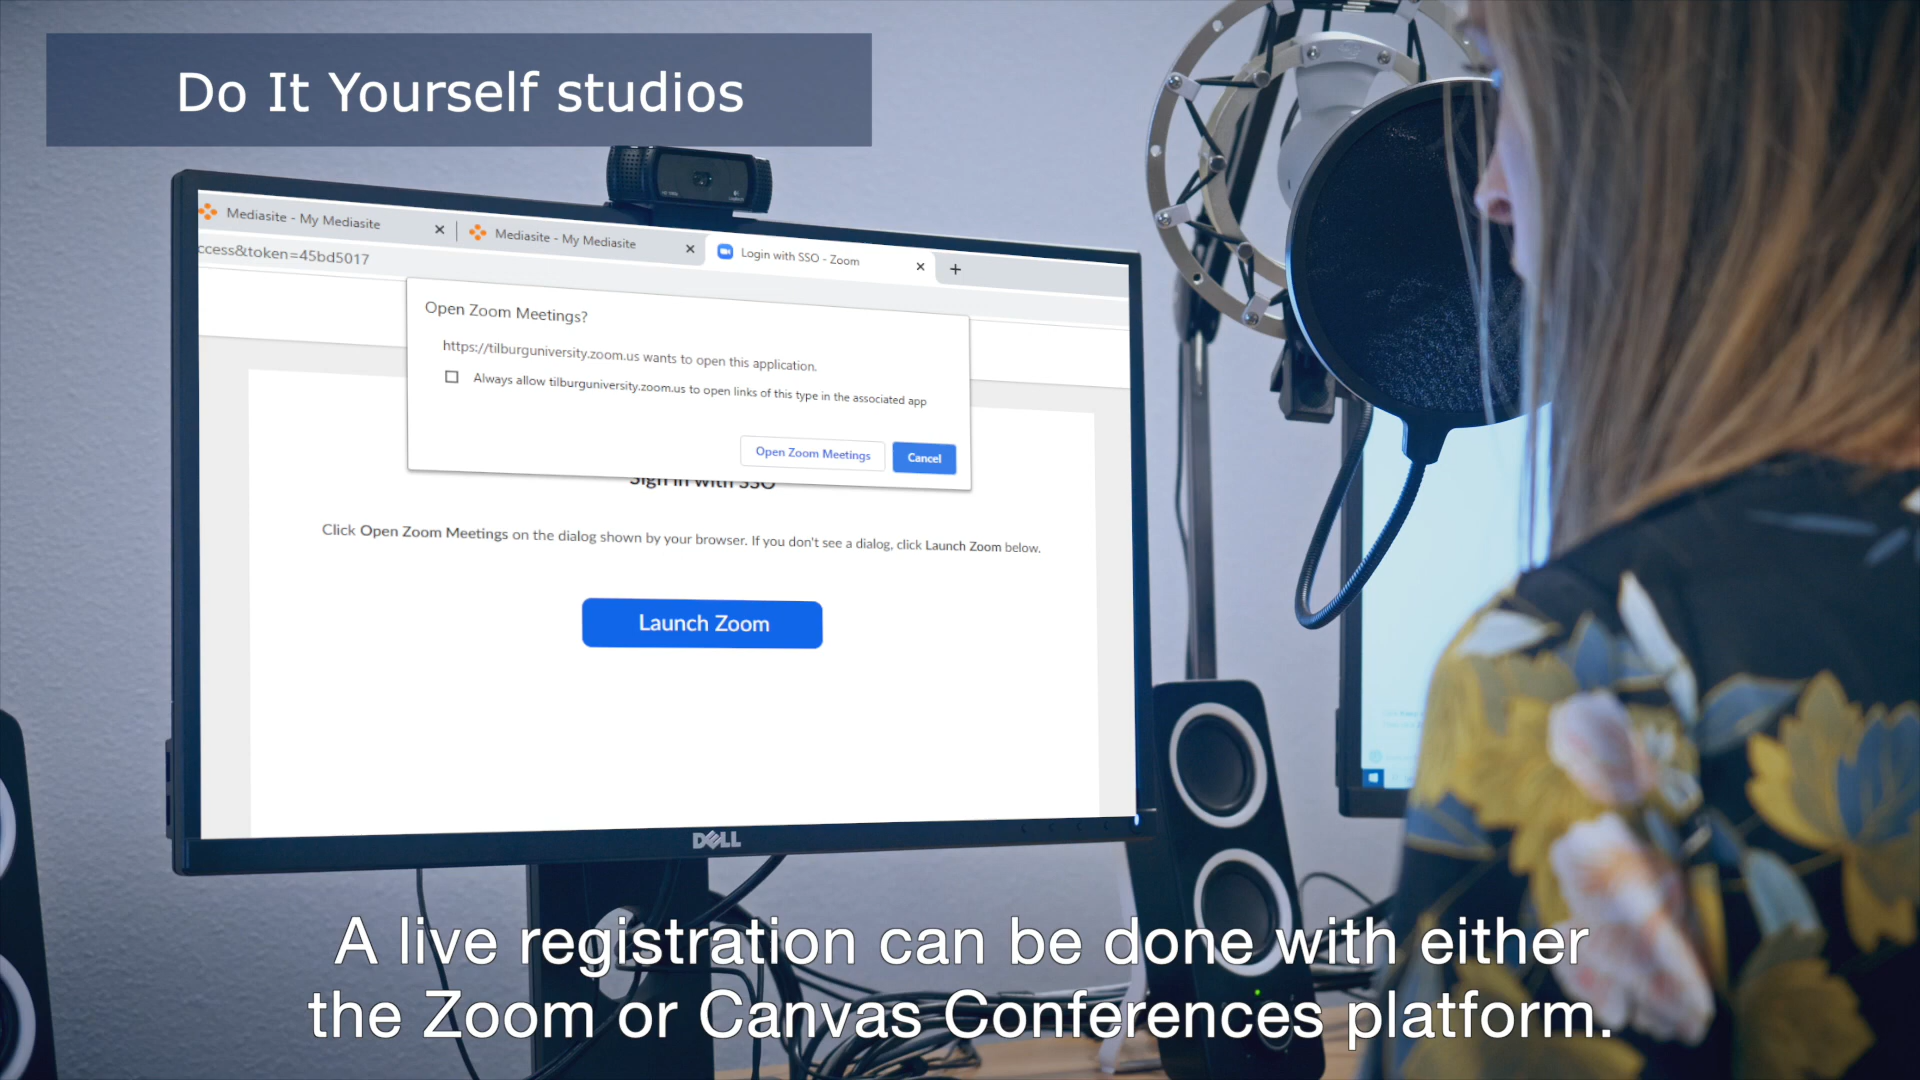 Do It Yourself studios
Mediasite - My Mediasite
Mediasite - My Mediasite
Login with SSO - Zoom
ccess&token=45bd5017
Open Zoom Meetings?
https://tilburguniversity.zoom.us wants to open this application.
Always allow tilburguniversity.zoom.us to open links of this type in the associated app
Open Zoom Meetings
Cancel
Sign in with SSO
Click Open Zoom Meetings on the dialog shown by your browser. If you don't see a dialog, click Launch Zoom below.
Launch Zoom
DELL
A live registration can be done with either
the Zoom or Canvas Conferences platform.